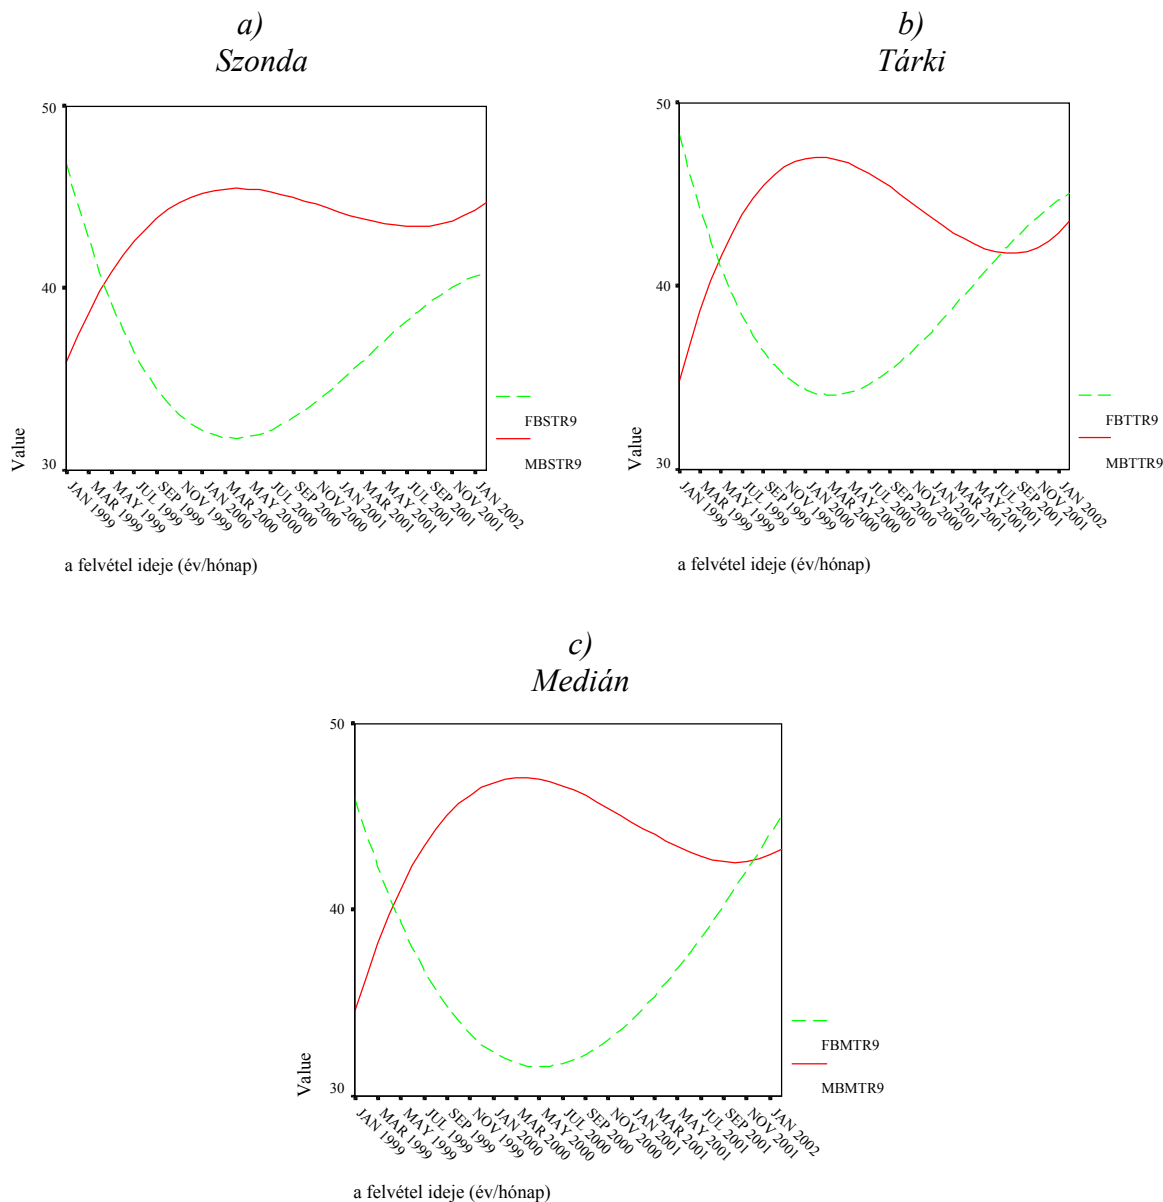 a)
Szonda
50
40
30
Value
JAN 1999
MAR 1999
MAY 1999
JUL 1999
SEP 1999
NOV 1999
JAN 2000
MAR 2000
MAY 2000
JUL 2000
SEP 2000
NOV 2000
JAN 2001
MAR 2001
MAY 2001
JUL 2001
SEP 2001
NOV 2001
JAN 2002
a felvétel ideje (év/hónap)
FBSTR9
MBSTR9
b)
Tárki
50
40
30
Value
JAN 1999
MAR 1999
MAY 1999
JUL 1999
SEP 1999
NOV 1999
JAN 2000
MAR 2000
MAY 2000
JUL 2000
SEP 2000
NOV 2000
JAN 2001
MAR 2001
MAY 2001
JUL 2001
SEP 2001
NOV 2001
JAN 2002
a felvétel ideje (év/hónap)
FBTTR9
MBTTR9
c)
Medián
50
40
30
Value
JAN 1999
MAR 1999
MAY 1999
JUL 1999
SEP 1999
NOV 1999
JAN 2000
MAR 2000
MAY 2000
JUL 2000
SEP 2000
NOV 2000
JAN 2001
MAR 2001
MAY 2001
JUL 2001
SEP 2001
NOV 2001
JAN 2002
a felvétel ideje (év/hónap)
FBMTR9
MBMTR9